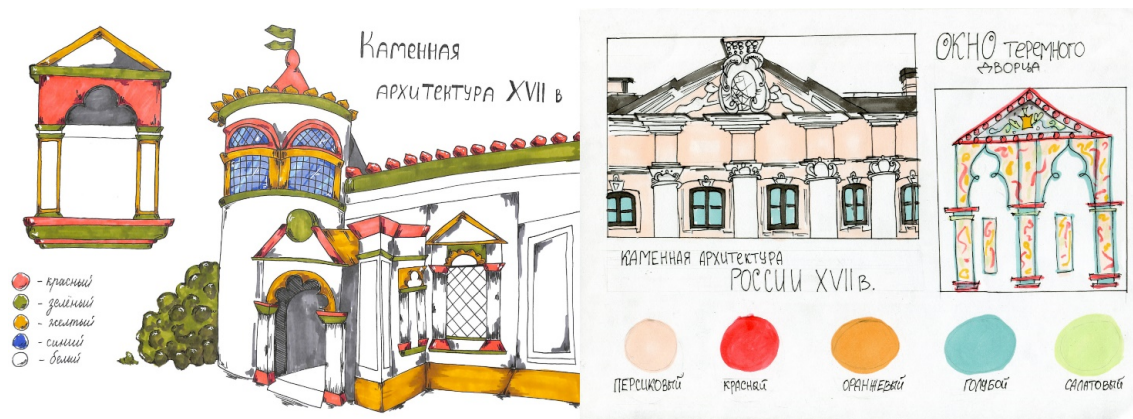 Каменная
архитектура XVII в
- красный
- зелёный
- желтый
- синий
- белый
ОКНО теремного
дворца
КАМЕННАЯ АРХИТЕКТУРА
РОССИИ XVII в.
ПЕРСИКОВЫЙ
КРАСНЫЙ
ОРАНЖЕВЫЙ
ГОЛУБОЙ
САЛАТОВЫЙ